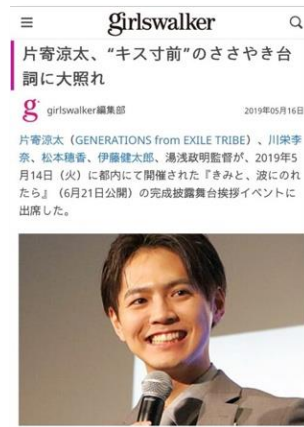 girlswalker
片寄涼太、“キス寸前”のささやき台
詞に大照れ
g girlswalker編集部
2019年05月16日
片寄涼太（GENERATIONS from EXILE TRIBE）、川栄李
奈、松本穂香、伊藤健太郎、湯浅政明監督が、2019年5
月14日（火）に都内にて開催された『きみと、波にのれ
たら』（6月21日公開）の完成披露舞台挨拶イベントに
出席した。